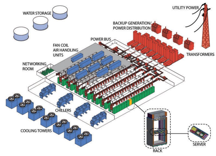 UTILITY POWER
WATER STORAGE
BACKUP GENERATION/
POWER DISTRIBUTION
POWER BUS
FAN COIL
AIR HANDLING
UNITS
TRANSFORMERS
NETWORKING
ROOM
CHILLERS
COOLING TOWERS
SERVER
RACK